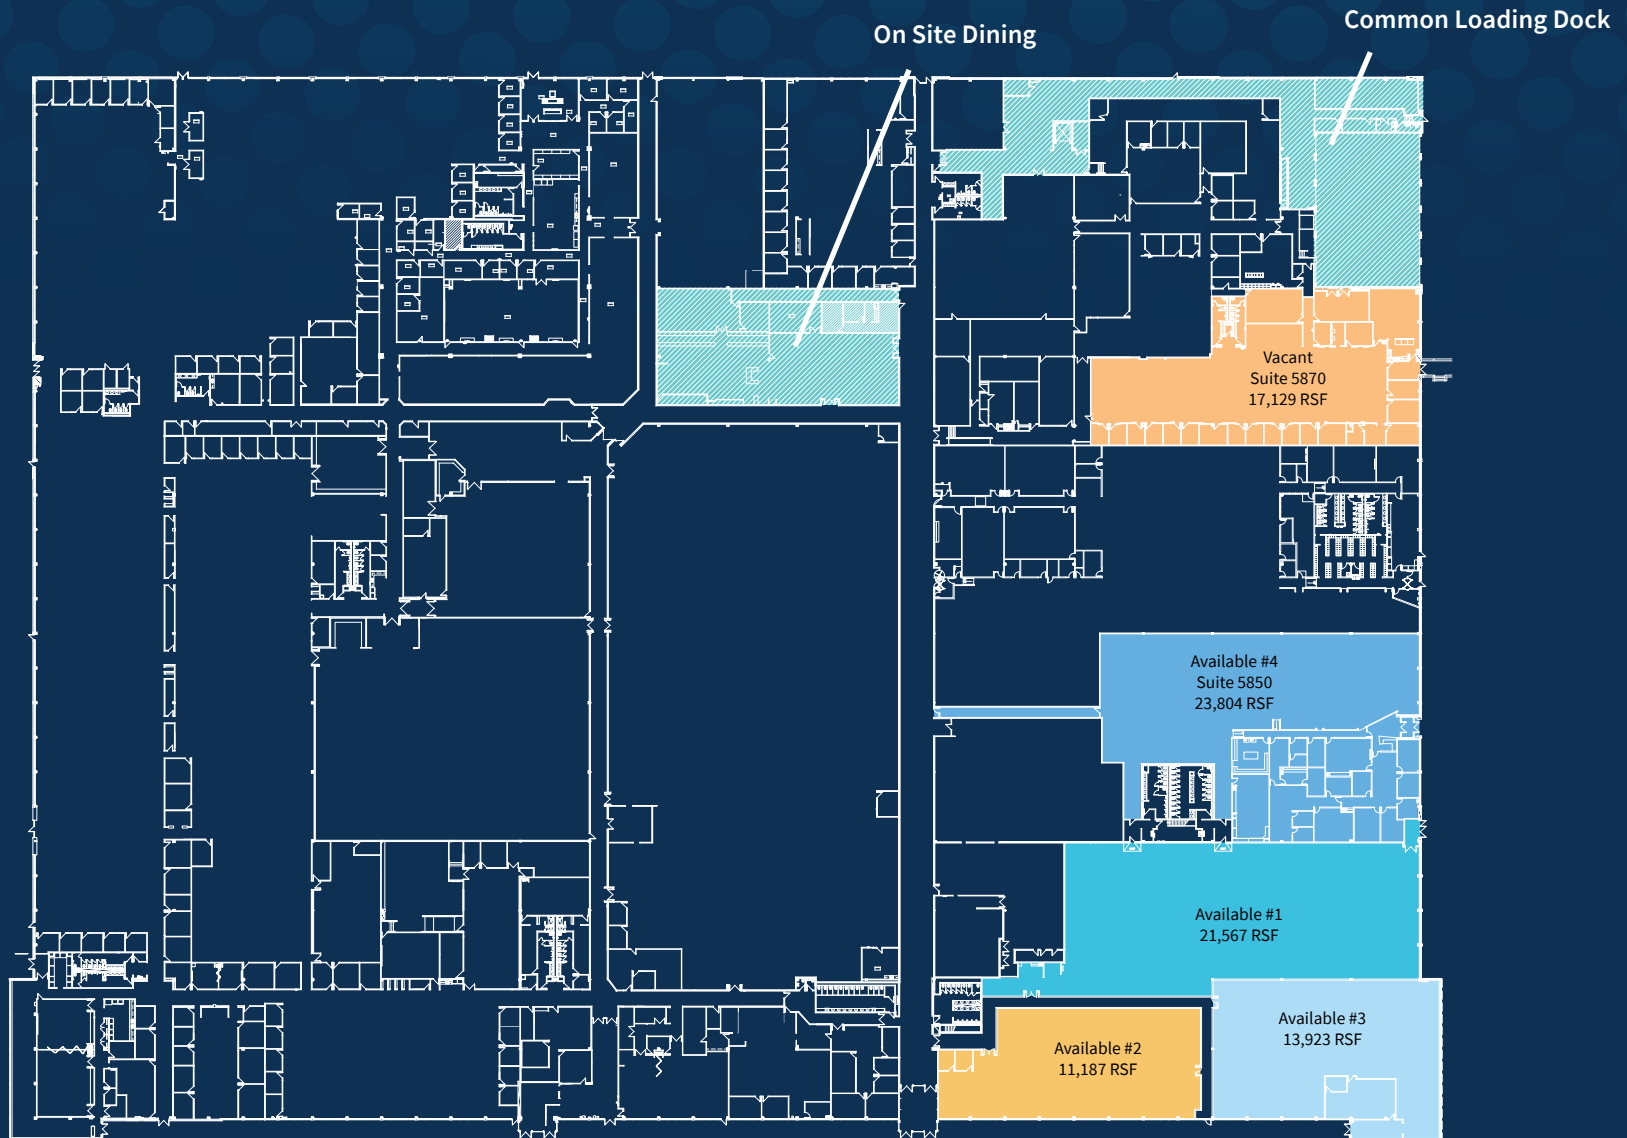 On Site Dining
Common Loading Dock
Vacant
Suite 5870
17,129 RSF
Available #4
Suite 5850
23,804 RSF
Available #1
21,567 RSF
Available #3
13,923 RSF
Available #2
11,187 RSF